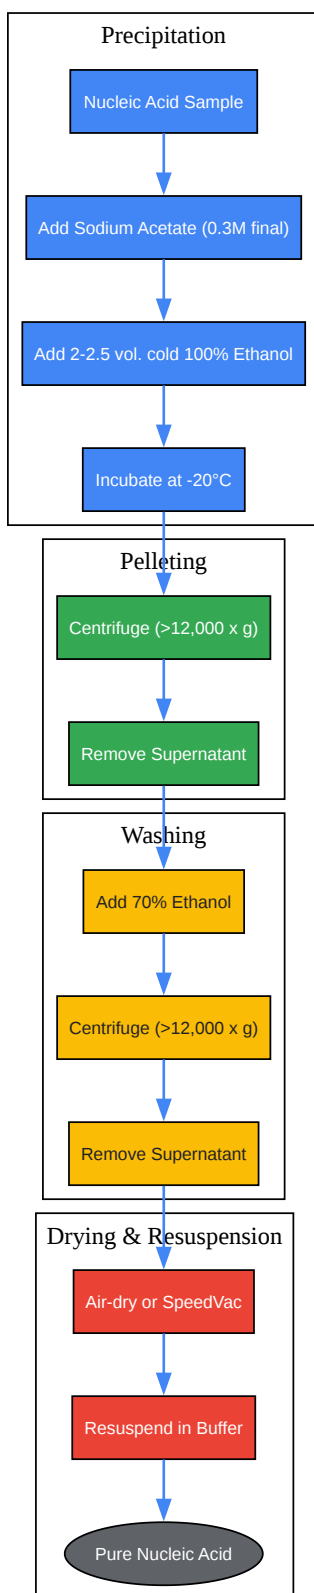 Precipitation
Nucleic Acid Sample
Add Sodium Acetate (0.3M final)
Add 2-2.5 vol. cold 100% Ethanol
Incubate at -20°C
Pelleting
Centrifuge (>12,000 x g)
Remove Supernatant
Washing
Add 70% Ethanol
Centrifuge (>12,000 x g)
Remove Supernatant
Drying & Resuspension
Air-dry or SpeedVac
Resuspend in Buffer
Pure Nucleic Acid